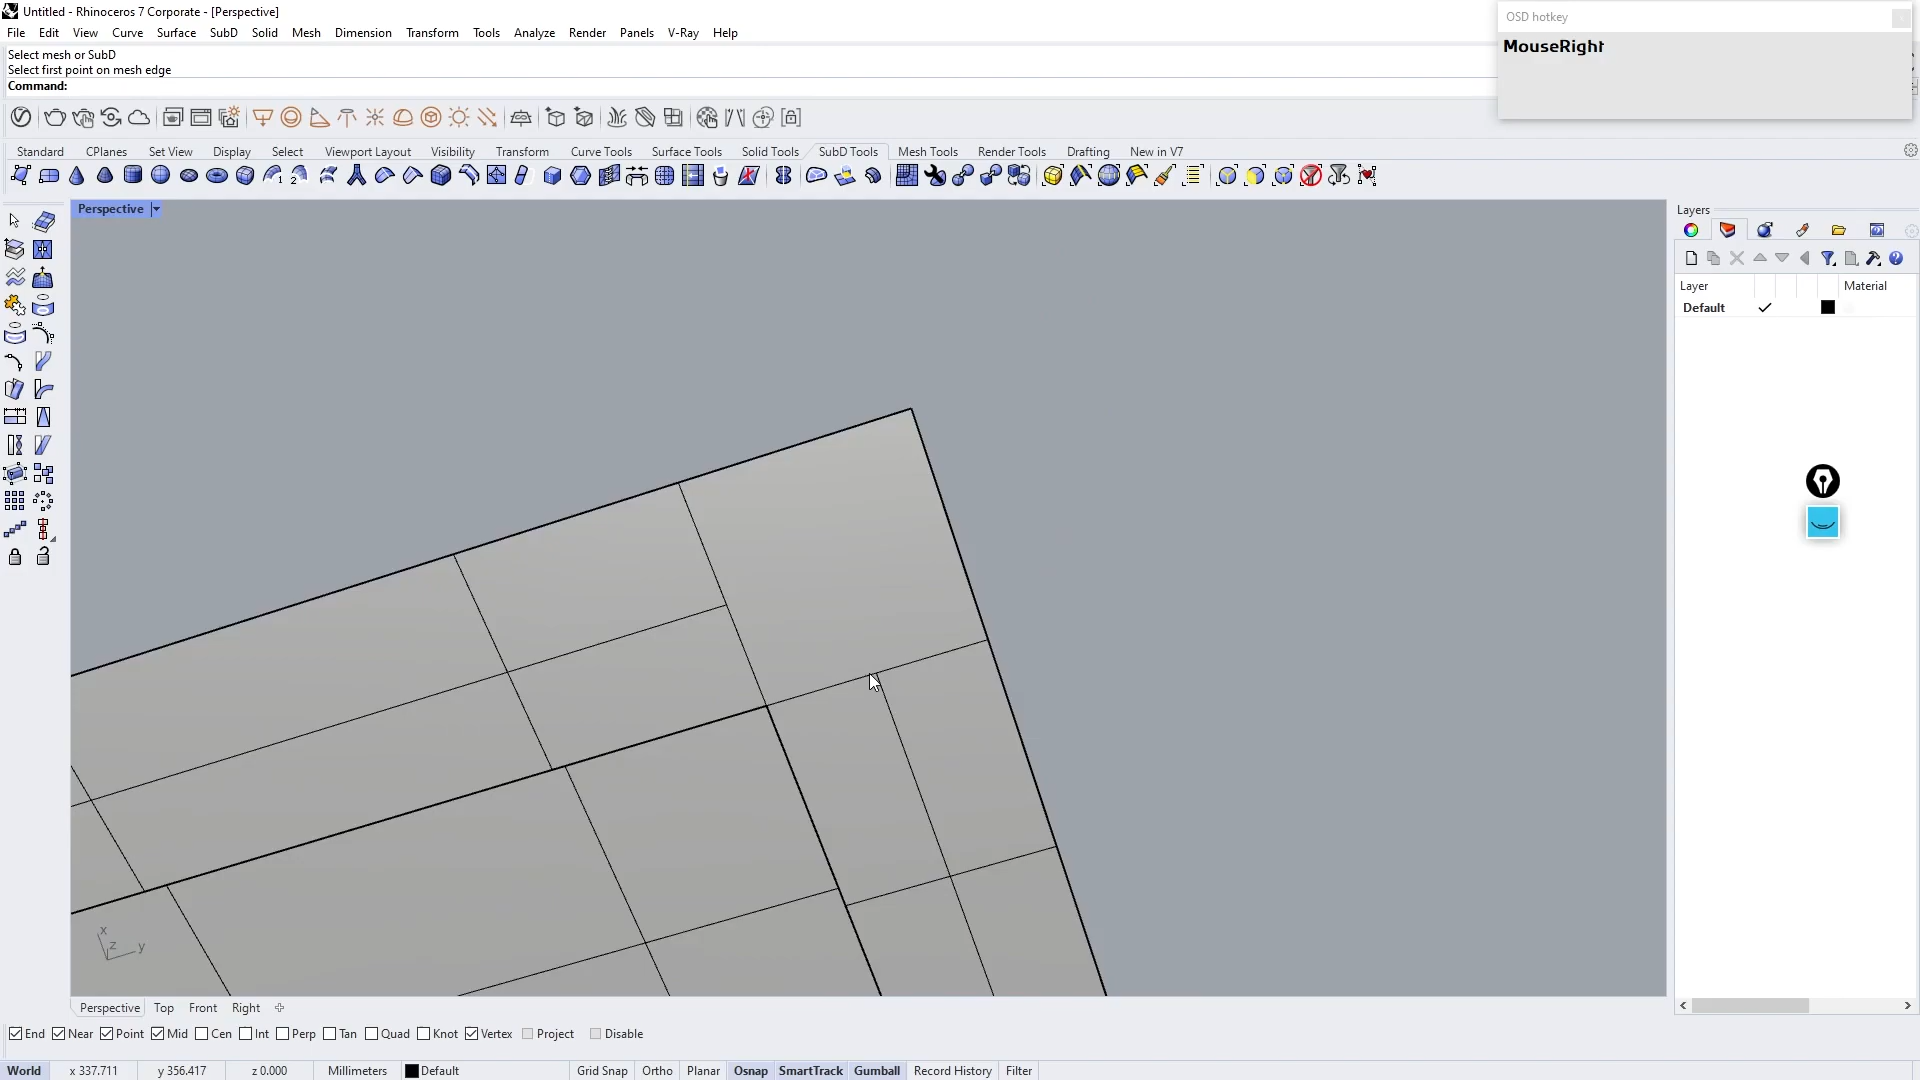 Untitled - Rhinoceros 7 Corporate - [Perspective]
OSD hotkey
MouseRight
File Edit View Curve Surface SubD Solid Mesh Dimension Transform Tools Analyze Render Panels V-Ray Help
Select mesh or SubD
Select first point on mesh edge
Command:
Standard CPlanes Set View Display Select Viewport Layout Visibility Transform Curve Tools Surface Tools Solid Tools SubD Tools Mesh Tools Render Tools Drafting New in V7
Perspective
Layers
Layer Material
Default
x z y
Perspective Top Front Right
End Near Point Mid Cen Int Perp Tan Quad Knot Vertex Project Disable
World x 337.711 y 356.417 z 0.000 Millimeters Default Grid Snap Ortho Planar Osnap SmartTrack Gumball Record History Filter